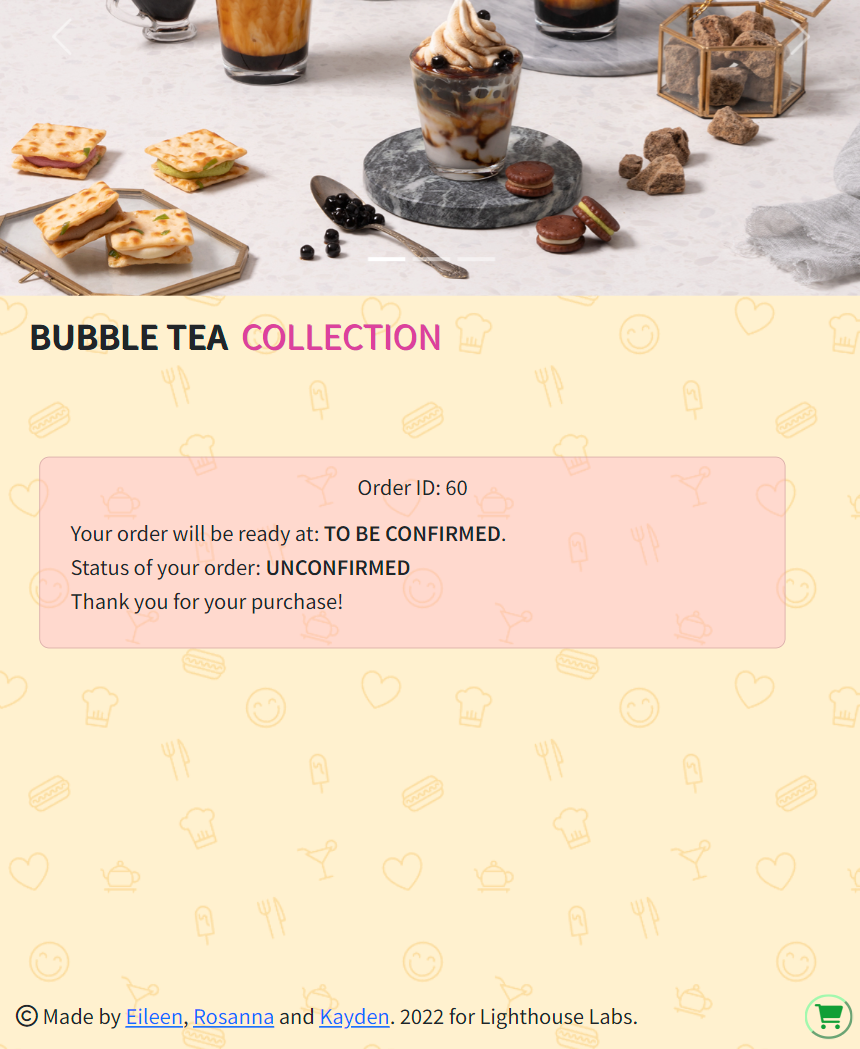 BUBBLE TEA COLLECTION
Order ID: 60
Your order will be ready at: TO BE CONFIRMED.
Status of your order: UNCONFIRMED
Thank you for your purchase!
© Made by Eileen, Rosanna and Kayden. 2022 for Lighthouse Labs.